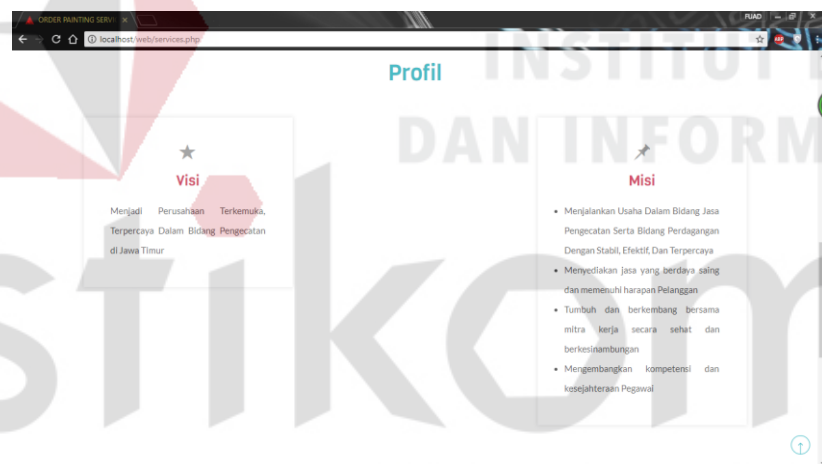 ORDER PAINTING SERVI
FUAD
localhost/web/services.php
INSTITUT
DAN INFORM
stikom
Profil
Visi
Menjadi Perusahaan Terkemuka,
Terpercaya Dalam Bidang Pengecatan
di Jawa Timur
Misi
• Menjalankan Usaha Dalam Bidang Jasa
Pengecatan Serta Bidang Perdagangan
Dengan Stabil, Efektif, Dan Terpercaya
• Menyediakan jasa yang berdaya saing
dan memenuhi harapan Pelanggan
• Tumbuh dan berkembang bersama
mitra kerja secara sehat dan
berkesinambungan
• Mengembangkan kompetensi dan
kesejahteraan Pegawai